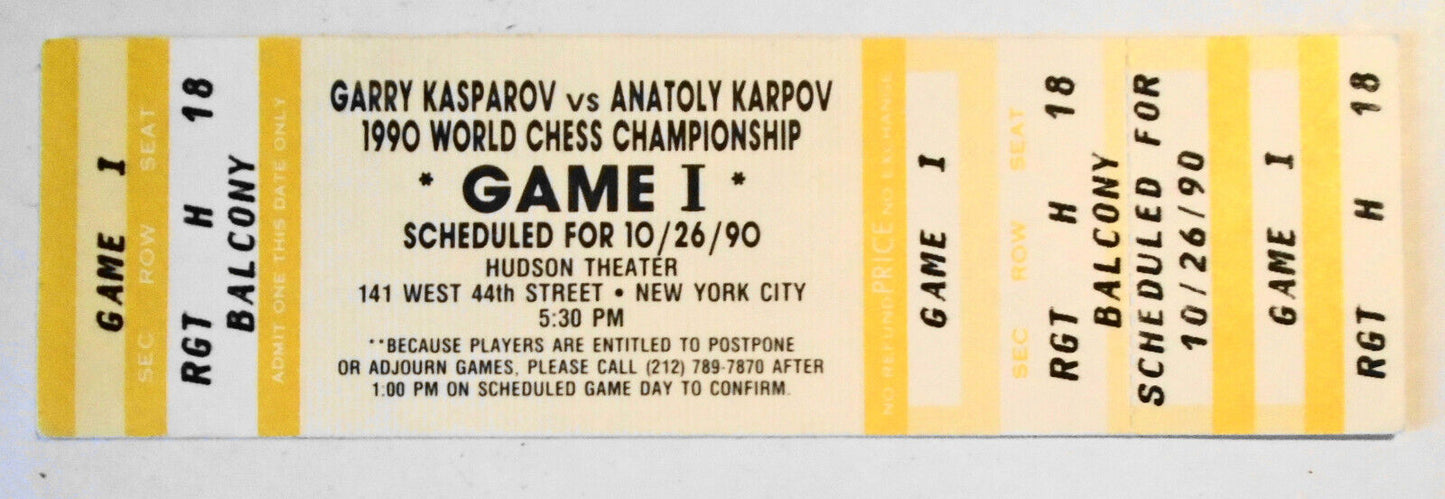 GAME I
SEC ROW SEAT
RGT H 18
BALCONY
ADMIT ONE THIS DATE ONLY
GARRY KASPAROV vs ANATOLY KARPOV
1990 WORLD CHESS CHAMPIONSHIP
* GAME I *
SCHEDULED FOR 10/26/90
HUDSON THEATER
141 WEST 44th STREET • NEW YORK CITY
5:30 PM
**BECAUSE PLAYERS ARE ENTITLED TO POSTPONE
OR ADJOURN GAMES, PLEASE CALL (212) 789-7870 AFTER
1:00 PM ON SCHEDULED GAME DAY TO CONFIRM.
NO REFUND PRICE NO EXCHANGE
GAME I
SEC ROW SEAT
RGT H 18
BALCONY
SCHEDULED FOR
10/26/90
GAME I
RGT H 18